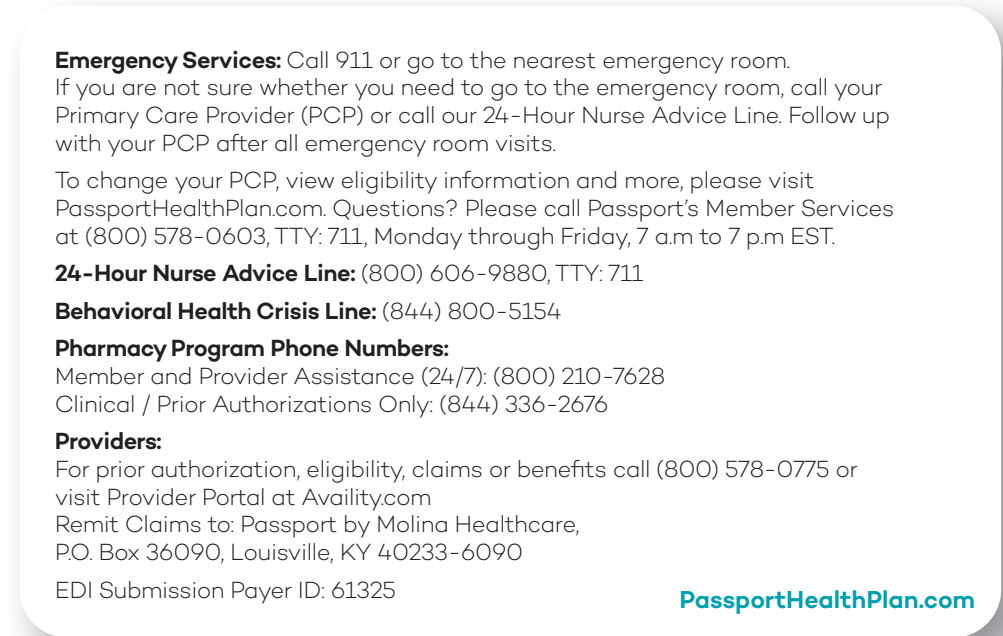 Emergency Services: Call 911 or go to the nearest emergency room.
If you are not sure whether you need to go to the emergency room, call your
Primary Care Provider (PCP) or call our 24-Hour Nurse Advice Line. Follow up
with your PCP after all emergency room visits.
To change your PCP, view eligibility information and more, please visit
PassportHealthPlan.com. Questions? Please call Passport's Member Services
at (800) 578-0603, TTY: 711, Monday through Friday, 7 a.m to 7 p.m EST.
24-Hour Nurse Advice Line: (800) 606-9880, TTY: 711
Behavioral Health Crisis Line: (844) 800-5154
Pharmacy Program Phone Numbers:
Member and Provider Assistance (24/7): (800) 210-7628
Clinical / Prior Authorizations Only: (844) 336-2676
Providers:
For prior authorization, eligibility, claims or benefits call (800) 578-0775 or
visit Provider Portal at Availity.com
Remit Claims to: Passport by Molina Healthcare,
P.O. Box 36090, Louisville, KY 40233-6090
EDI Submission Payer ID: 61325
PassportHealthPlan.com